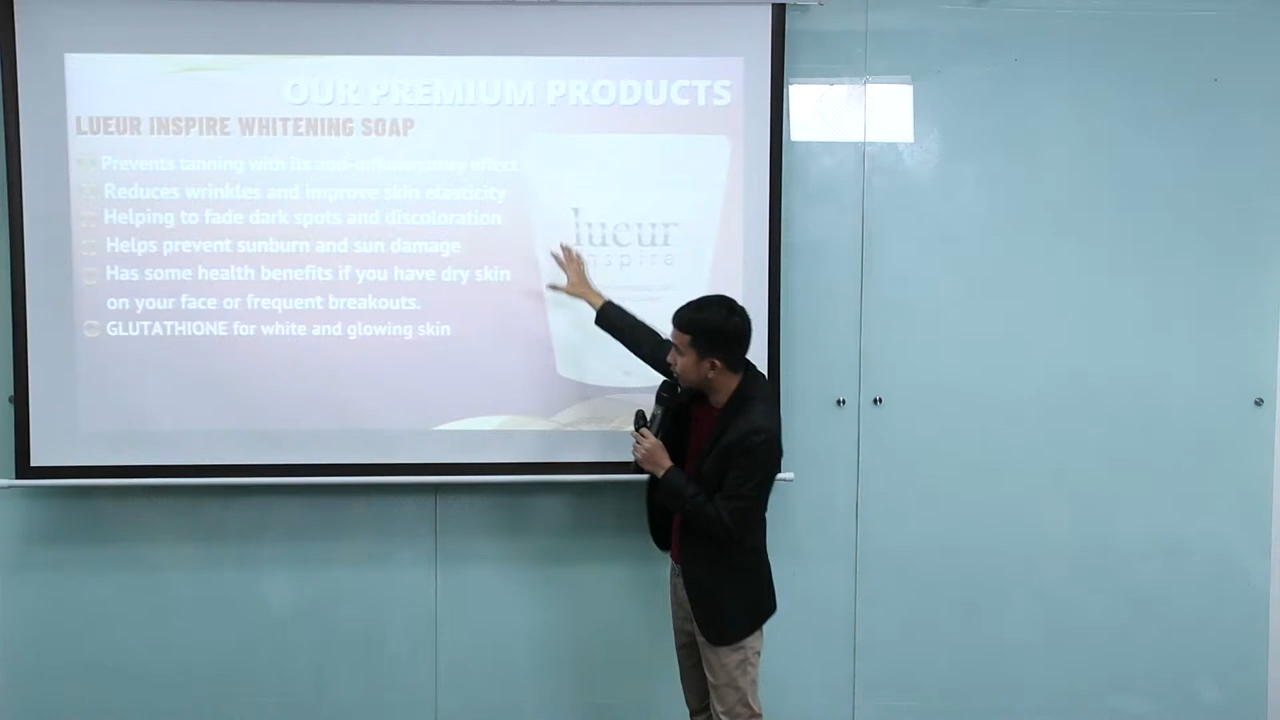 OUR PREMIUM PRODUCTS
LUEUR INSPIRE WHITENING SOAP
Prevents tanning with its anti-inflammatory effect
Reduces wrinkles and improve skin elasticity
Helping to fade dark spots and discoloration
Helps prevent sunburn and sun damage
Has some health benefits if you have dry skin
on your face or frequent breakouts.
GLUTATHIONE for white and glowing skin
lueur
inspire